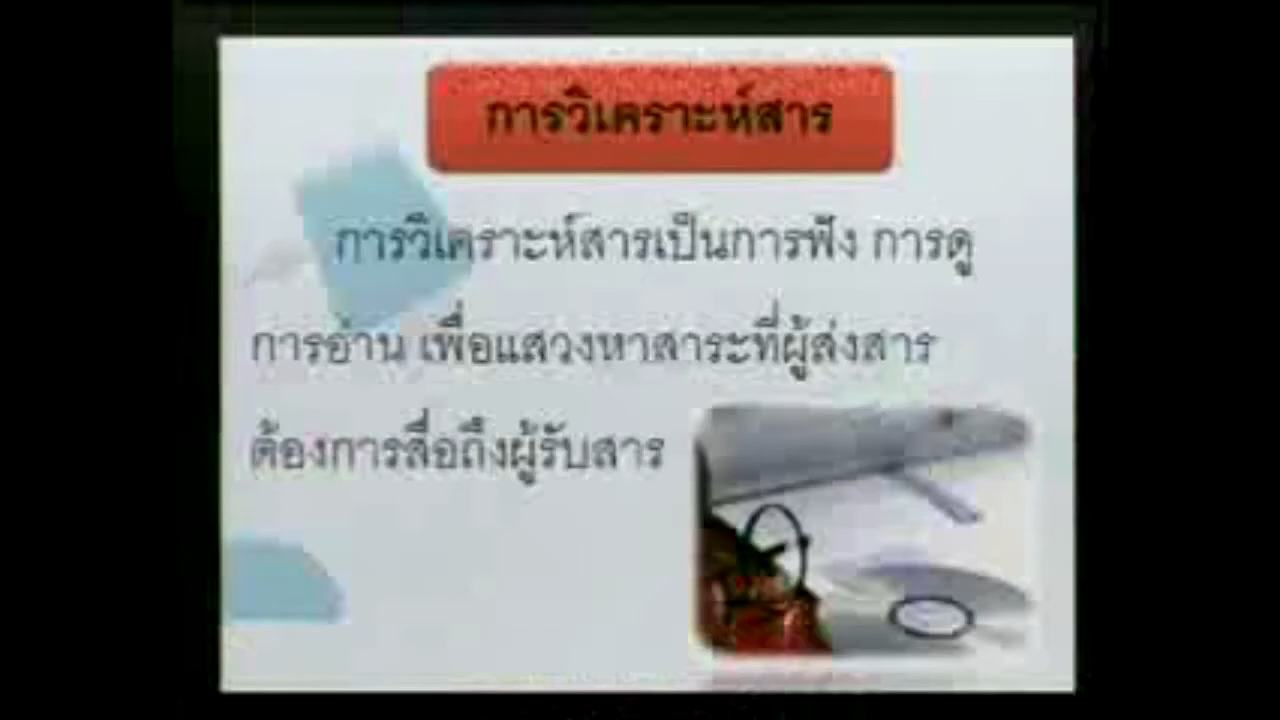 การวิเคราะห์สาร
การวิเคราะห์สารเป็นการฟัง การดู
การอ่าน เพื่อแสวงหาสาระที่ผู้ส่งสาร
ต้องการสื่อถึงผู้รับสาร